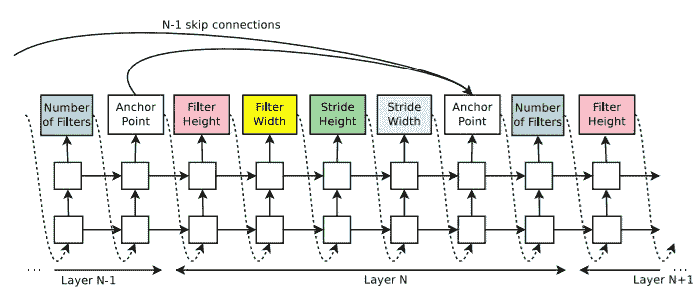 N-1 skip connections
Number
of Filters
Anchor
Point
Filter
Height
Filter
Width
Stride
Height
Stride
Width
Anchor
Point
Number
of Filters
Filter
Height
...
Layer N-1
Layer N
Layer N+1
...